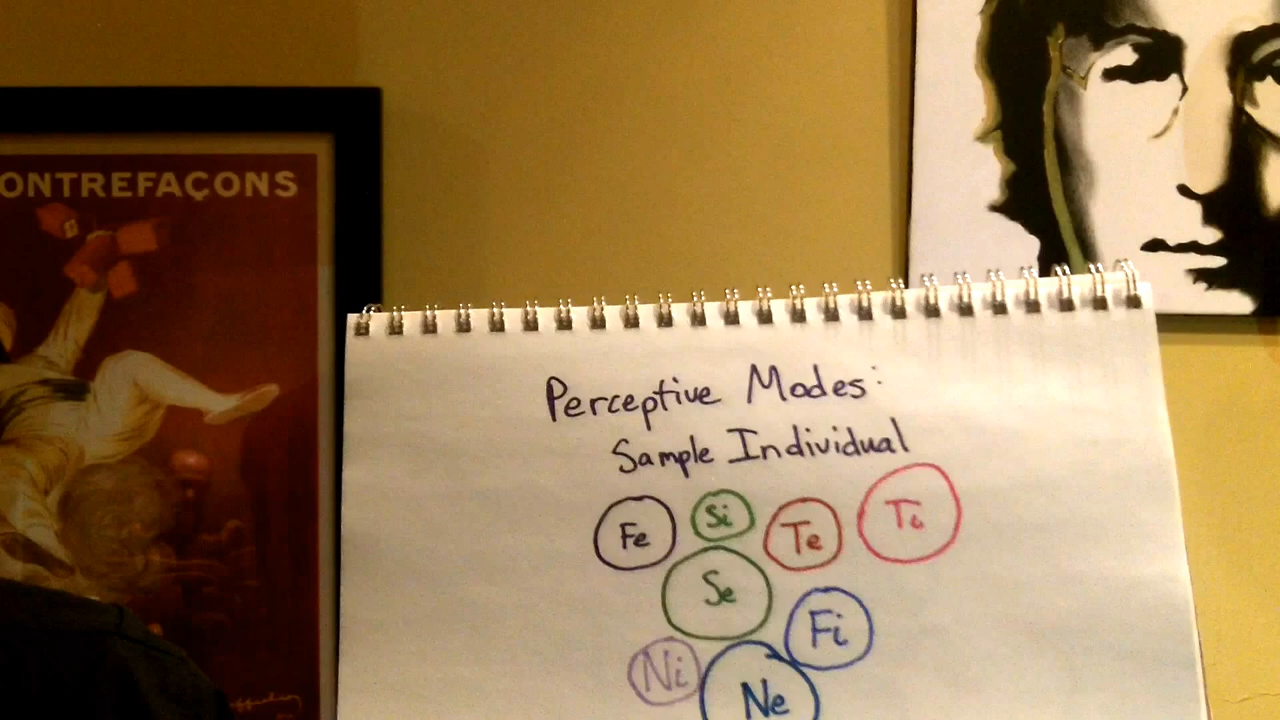 ONTREFAÇONS
Perceptive Modes:
Sample Individual
Fe Si Te Ti
Se
Fi
Ni
Ne